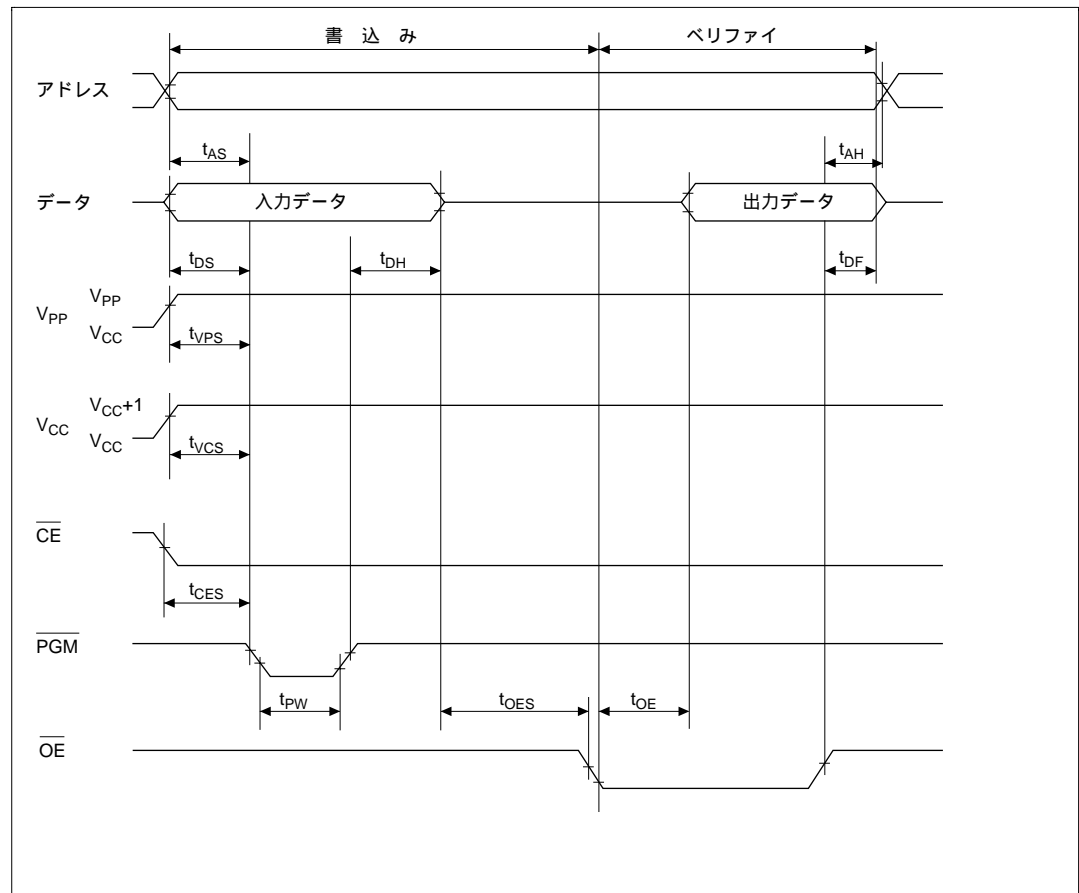 書 込 み
ベリファイ
アドレス
tAS
tAH
データ
入力データ
出力データ
tDS
tDH
tDF
VPP
VPP
VCC
tVPS
VCC
VCC+1
VCC
tVCS
CE
tCES
PGM
tPW
tOES
tOE
OE